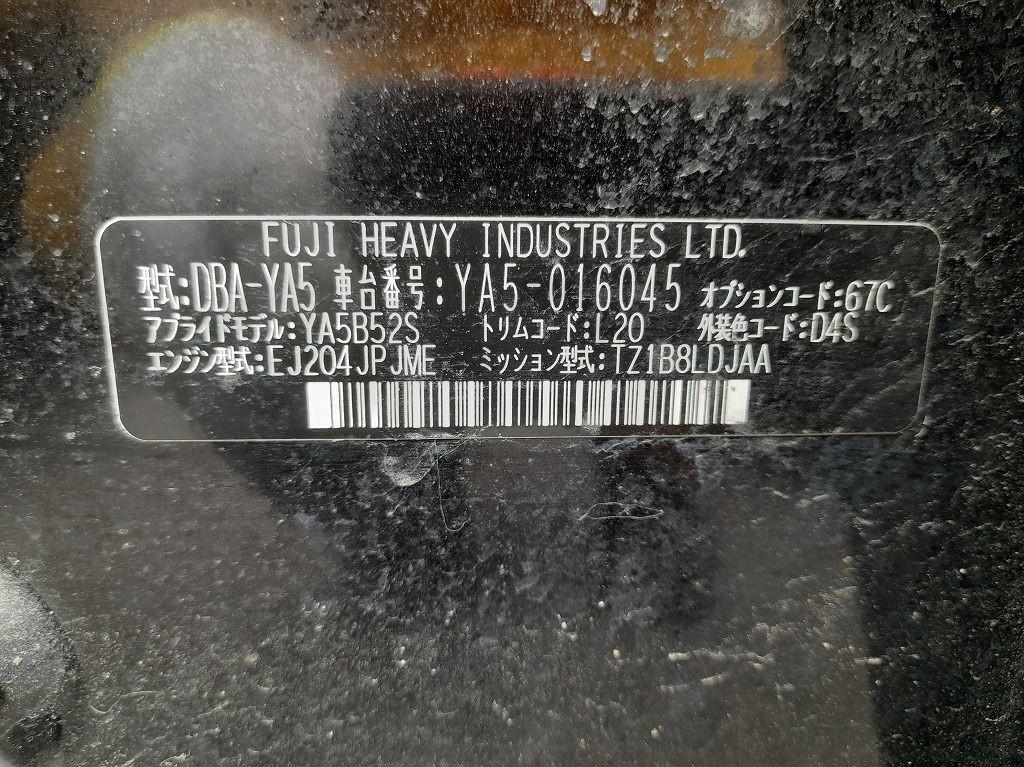 FUJI HEAVY INDUSTRIES LTD.
型式:DBA-YA5 車台番号:YA5-016045 オプションコード:67C
アプライドモデル:YA5B52S トリムコード:L20 外装色コード:D4S
エンジン型式:EJ204JPJME ミッション型式:TZ1B8LDJAA